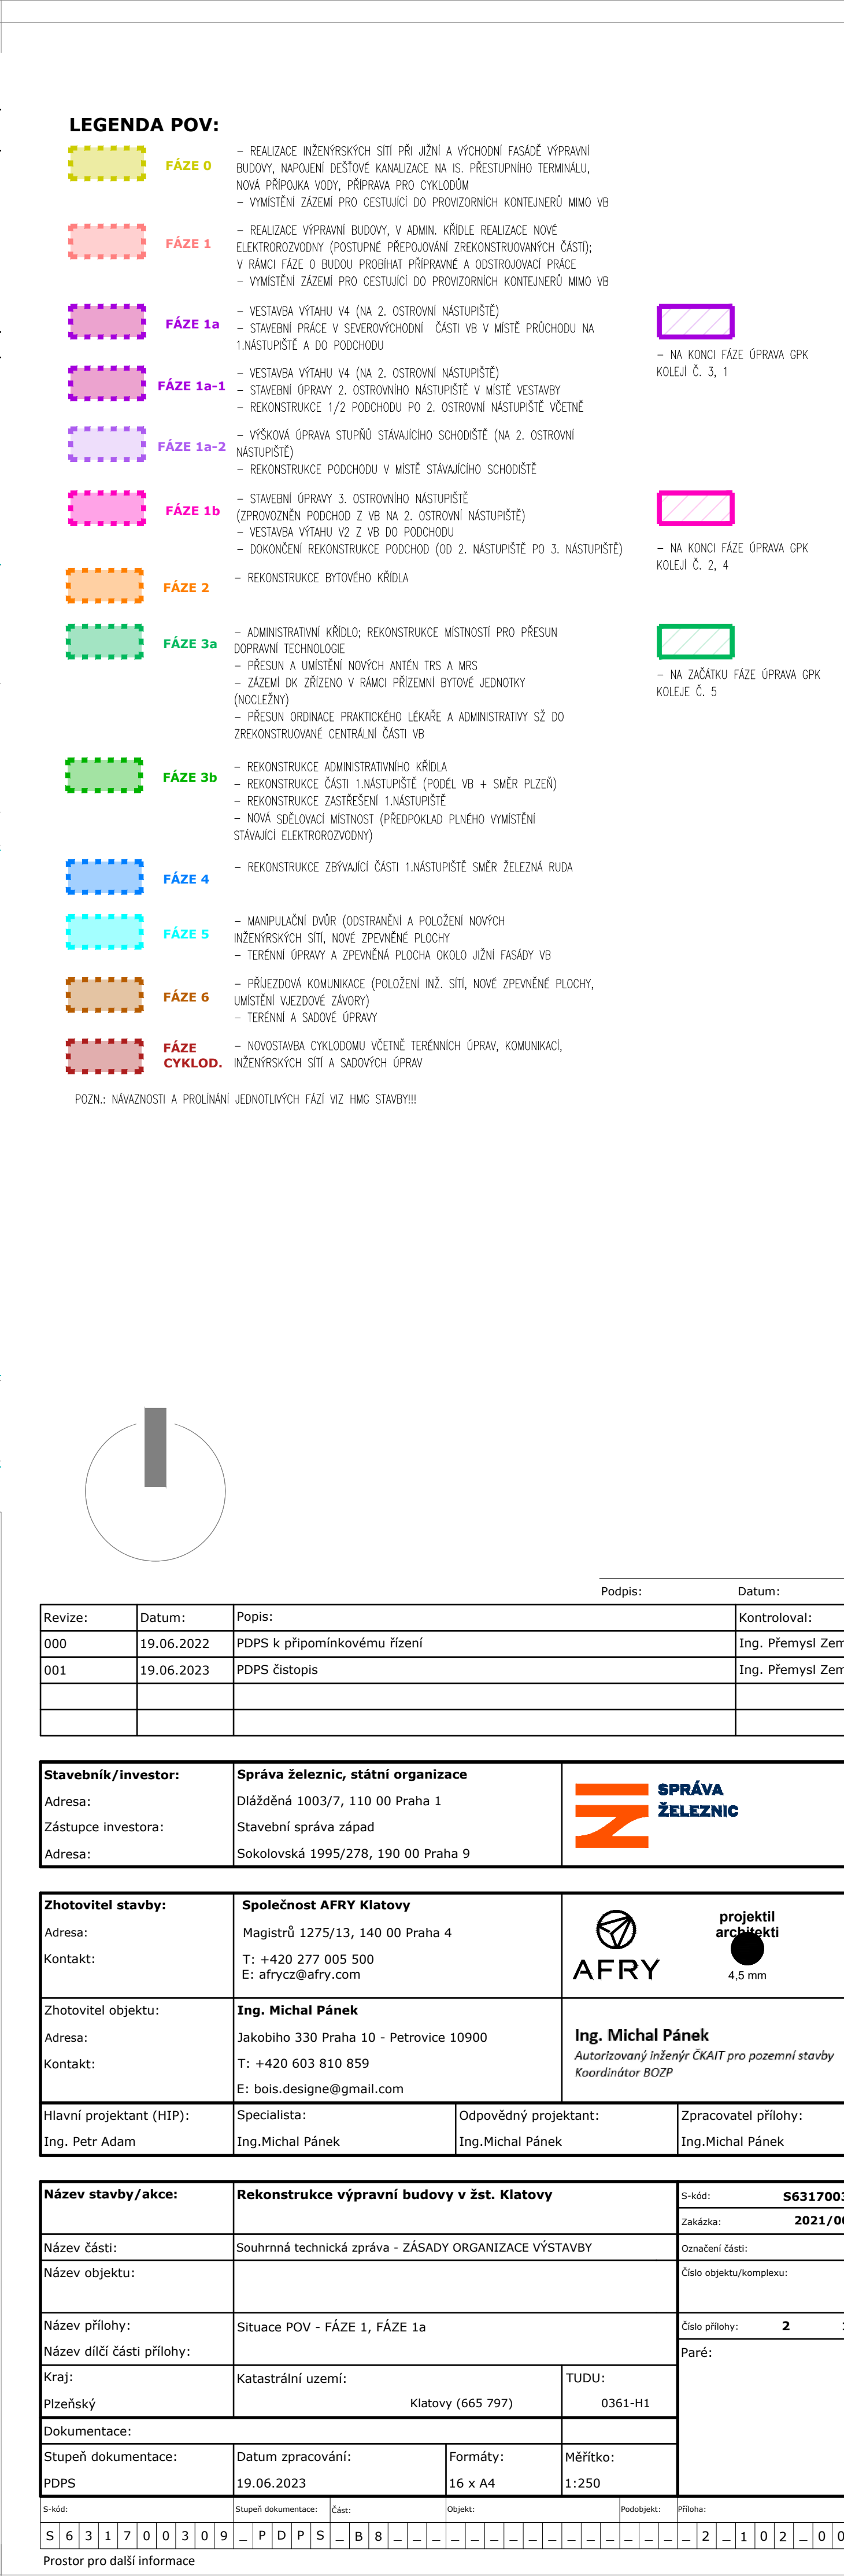 LEGENDA POV:
FÁZE 0
– REALIZACE INŽENÝRSKÝCH SÍTÍ PŘI JIŽNÍ A VÝCHODNÍ FASÁDĚ VÝPRAVNÍ
BUDOVY, NAPOJENÍ DEŠŤOVÉ KANALIZACE NA IS. PŘESTUPNÍHO TERMINÁLU,
NOVÁ PŘÍPOJKA VODY, PŘÍPRAVA PRO CYKLODŮM
– VYMÍSTĚNÍ ZÁZEMÍ PRO CESTUJÍCÍ DO PROVIZORNÍCH KONTEJNERŮ MIMO VB
FÁZE 1
– REALIZACE VÝPRAVNÍ BUDOVY, V ADMIN. KŘÍDLE REALIZACE NOVÉ
ELEKTROROZVODNY (POSTUPNÉ PŘEPOJOVÁNÍ ZREKONSTRUOVANÝCH ČÁSTÍ);
V RÁMCI FÁZE 0 BUDOU PROBÍHAT PŘÍPRAVNÉ A ODSTROJOVACÍ PRÁCE
– VYMÍSTĚNÍ ZÁZEMÍ PRO CESTUJÍCÍ DO PROVIZORNÍCH KONTEJNERŮ MIMO VB
FÁZE 1a
– VESTAVBA VÝTAHU V4 (NA 2. OSTROVNÍ NÁSTUPIŠTĚ)
– STAVEBNÍ PRÁCE V SEVEROVÝCHODNÍ ČÁSTI VB V MÍSTĚ PRŮCHODU NA
1.NÁSTUPIŠTĚ A DO PODCHODU
– NA KONCI FÁZE ÚPRAVA GPK
KOLEJÍ Č. 3, 1
FÁZE 1a-1
– VESTAVBA VÝTAHU V4 (NA 2. OSTROVNÍ NÁSTUPIŠTĚ)
– STAVEBNÍ ÚPRAVY 2. OSTROVNÍHO NÁSTUPIŠTĚ V MÍSTĚ VESTAVBY
– REKONSTRUKCE 1/2 PODCHODU PO 2. OSTROVNÍ NÁSTUPIŠTĚ VČETNĚ
FÁZE 1a-2
– VÝŠKOVÁ ÚPRAVA STUPŇŮ STÁVAJÍCÍHO SCHODIŠTĚ (NA 2. OSTROVNÍ
NÁSTUPIŠTĚ)
– REKONSTRUKCE PODCHODU V MÍSTĚ STÁVAJÍCÍHO SCHODIŠTĚ
FÁZE 1b
– STAVEBNÍ ÚPRAVY 3. OSTROVNÍHO NÁSTUPIŠTĚ
(ZPROVOZNĚN PODCHOD Z VB NA 2. OSTROVNÍ NÁSTUPIŠTĚ)
– VESTAVBA VÝTAHU V2 Z VB DO PODCHODU
– DOKONČENÍ REKONSTRUKCE PODCHOD (OD 2. NÁSTUPIŠTĚ PO 3. NÁSTUPIŠTĚ)
– NA KONCI FÁZE ÚPRAVA GPK
KOLEJÍ Č. 2, 4
FÁZE 2
– REKONSTRUKCE BYTOVÉHO KŘÍDLA
FÁZE 3a
– ADMINISTRATIVNÍ KŘÍDLO; REKONSTRUKCE MÍSTNOSTÍ PRO PŘESUN
DOPRAVNÍ TECHNOLOGIE
– PŘESUN A UMÍSTĚNÍ NOVÝCH ANTÉN TRS A MRS
– ZÁZEMÍ DK ZŘÍZENO V RÁMCI PŘÍZEMNÍ BYTOVÉ JEDNOTKY
(NOCLEŽNY)
– PŘESUN ORDINACE PRAKTICKÉHO LÉKAŘE A ADMINISTRATIVY SŽ DO
ZREKONSTRUOVANÉ CENTRÁLNÍ ČÁSTI VB
– NA ZAČÁTKU FÁZE ÚPRAVA GPK
KOLEJE Č. 5
FÁZE 3b
– REKONSTRUKCE ADMINISTRATIVNÍHO KŘÍDLA
– REKONSTRUKCE ČÁSTI 1.NÁSTUPIŠTĚ (PODÉL VB + SMĚR PLZEŇ)
– REKONSTRUKCE ZASTŘEŠENÍ 1.NÁSTUPIŠTĚ
– NOVÁ SDĚLOVACÍ MÍSTNOST (PŘEDPOKLAD PLNÉHO VYMÍSTĚNÍ
STÁVAJÍCÍ ELEKTROROZVODNY)
FÁZE 4
– REKONSTRUKCE ZBÝVAJÍCÍ ČÁSTI 1.NÁSTUPIŠTĚ SMĚR ŽELEZNÁ RUDA
FÁZE 5
– MANIPULAČNÍ DVŮR (ODSTRANĚNÍ A POLOŽENÍ NOVÝCH
INŽENÝRSKÝCH SÍTÍ, NOVÉ ZPEVNĚNÉ PLOCHY
– TERÉNNÍ ÚPRAVY A ZPEVNĚNÁ PLOCHA OKOLO JIŽNÍ FASÁDY VB
FÁZE 6
– PŘÍJEZDOVÁ KOMUNIKACE (POLOŽENÍ INŽ. SÍTÍ, NOVÉ ZPEVNĚNÉ PLOCHY,
UMÍSTĚNÍ VJEZDOVÉ ZÁVORY)
– TERÉNNÍ A SADOVÉ ÚPRAVY
FÁZE
CYKLOD.
– NOVOSTAVBA CYKLODOMU VČETNĚ TERÉNNÍCH ÚPRAV, KOMUNIKACÍ,
INŽENÝRSKÝCH SÍTÍ A SADOVÝCH ÚPRAV
POZN.: NÁVAZNOSTI A PROLÍNÁNÍ JEDNOTLIVÝCH FÁZÍ VIZ HMG STAVBY!!!
Podpis: Datum:
Revize: Datum: Popis: Kontroloval:
000 19.06.2022 PDPS k připomínkovému řízení Ing. Přemysl Zem
001 19.06.2023 PDPS čistopis Ing. Přemysl Zem
Stavebník/investor: Správa železnic, státní organizace
Adresa: Dlážděná 1003/7, 110 00 Praha 1
Zástupce investora: Stavební správa západ
Adresa: Sokolovská 1995/278, 190 00 Praha 9
SPRÁVA
ŽELEZNIC
Zhotovitel stavby: Společnost AFRY Klatovy
Adresa: Magistrů 1275/13, 140 00 Praha 4
Kontakt: T: +420 277 005 500
E: afrycz@afry.com
AFRY
projektil
architekti
4,5 mm
Zhotovitel objektu: Ing. Michal Pánek
Adresa: Jakobiho 330 Praha 10 - Petrovice 10900
Kontakt: T: +420 603 810 859
E: bois.designe@gmail.com
Ing. Michal Pánek
Autorizovaný inženýr ČKAIT pro pozemní stavby
Koordinátor BOZP
Hlavní projektant (HIP): Specialista: Odpovědný projektant: Zpracovatel přílohy:
Ing. Petr Adam Ing.Michal Pánek Ing.Michal Pánek Ing.Michal Pánek
Název stavby/akce: Rekonstrukce výpravní budovy v žst. Klatovy
S-kód: S6317003
Zakázka: 2021/00
Název části: Souhrnná technická zpráva - ZÁSADY ORGANIZACE VÝSTAVBY Označení části:
Název objektu: Číslo objektu/komplexu:
Název přílohy: Situace POV - FÁZE 1, FÁZE 1a Číslo přílohy: 2
Název dílčí části přílohy: Paré:
Kraj: Katastrální uzemí: TUDU:
Plzeňský Klatovy (665 797) 0361-H1
Dokumentace:
Stupeň dokumentace: Datum zpracování: Formáty: Měřítko:
PDPS 19.06.2023 16 x A4 1:250
S-kód: Stupeň dokumentace: Část: Objekt: Podobjekt: Příloha:
S 6 3 1 7 0 0 3 0 9 _ P D P S _ B 8 _ _ _ _ _ _ _ _ _ _ _ _ _ _ _ _ 2 _ 1 0 2 _ 0 0
Prostor pro další informace